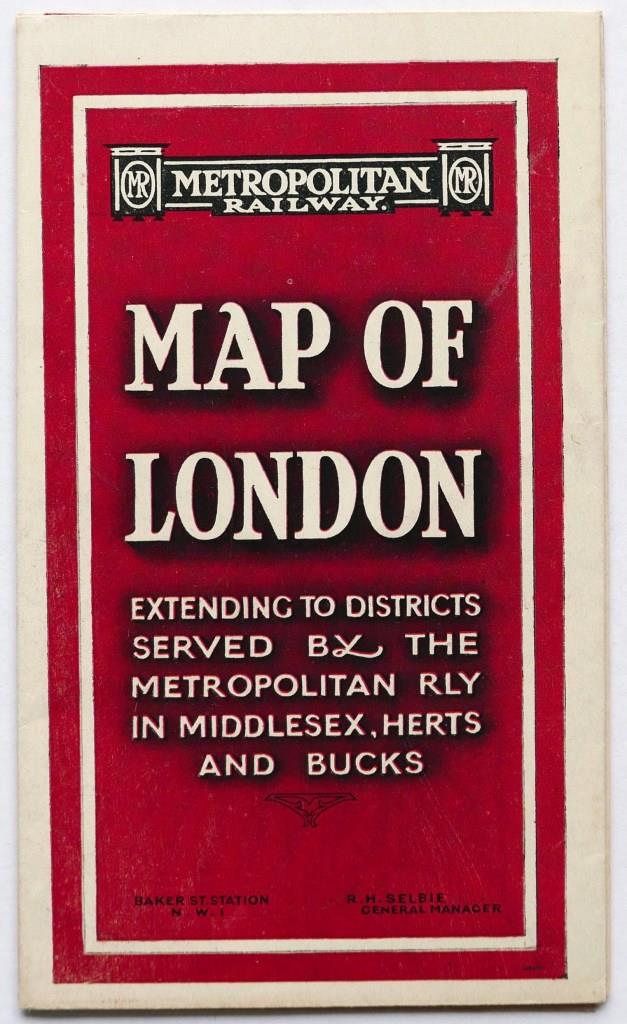 MR METROPOLITAN MR
RAILWAY.
MAP OF
LONDON
EXTENDING TO DISTRICTS
SERVED BY THE
METROPOLITAN RLY
IN MIDDLESEX, HERTS
AND BUCKS
BAKER ST. STATION
N.W.1
R.H. SELBIE
GENERAL MANAGER